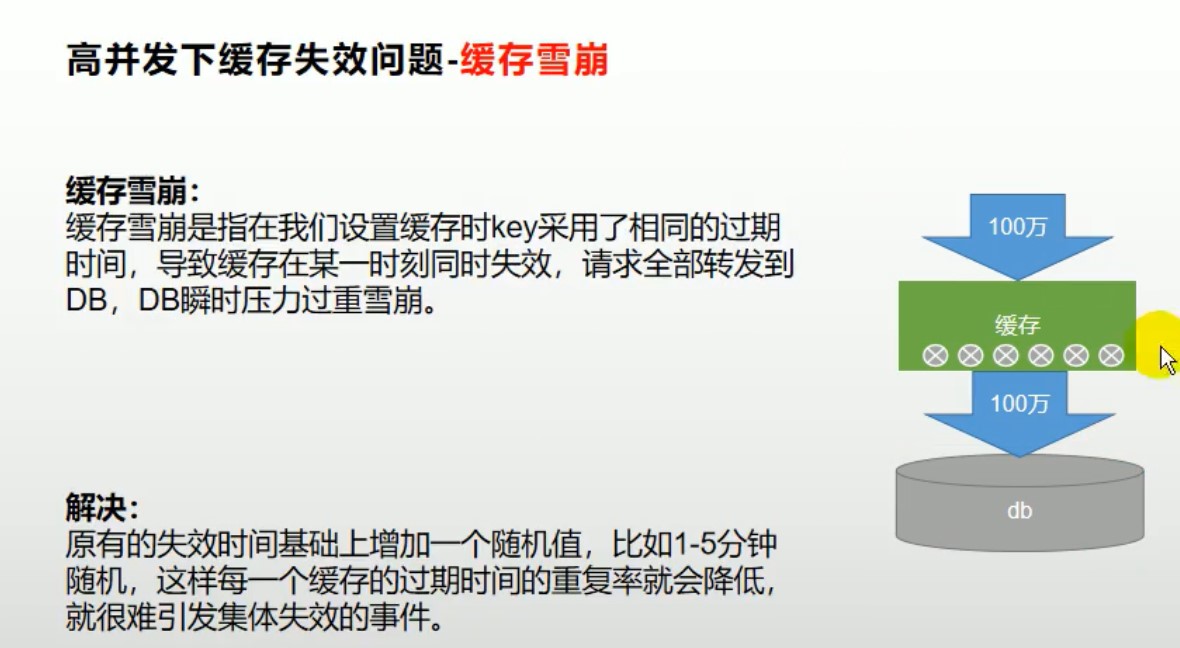 高并发下缓存失效问题-缓存雪崩
缓存雪崩：
缓存雪崩是指在我们设置缓存时key采用了相同的过期
时间，导致缓存在某一时刻同时失效，请求全部转发到
DB，DB瞬时压力过重雪崩。
100万
缓存
100万
db
解决：
原有的失效时间基础上增加一个随机值，比如1-5分钟
随机，这样每一个缓存的过期时间的重复率就会降低，
就很难引发集体失效的事件。